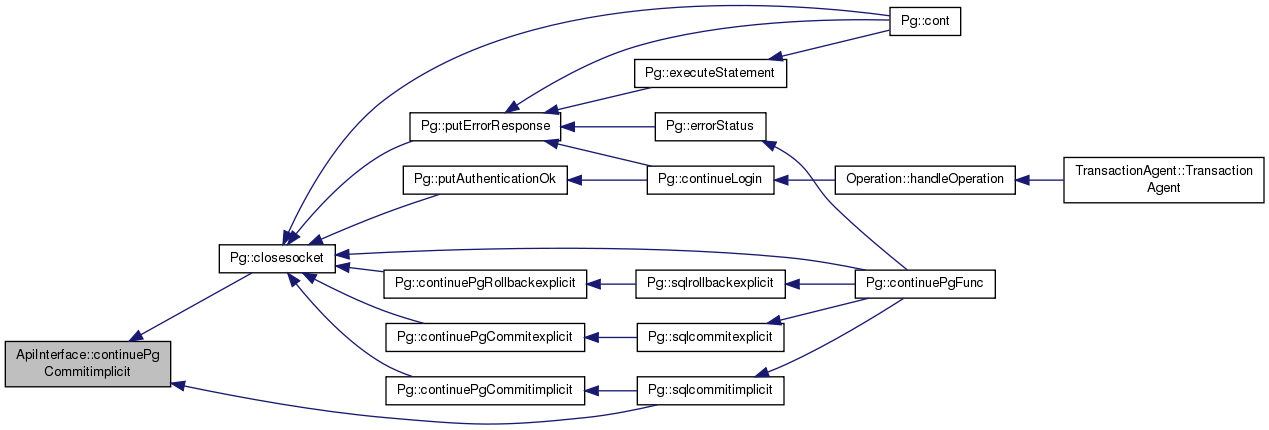 Pg::cont
Pg::executeStatement
Pg::putErrorResponse
Pg::errorStatus
Pg::putAuthenticationOk
Pg::continueLogin
Operation::handleOperation
TransactionAgent::Transaction
Agent
Pg::closesocket
Pg::continuePgRollbackexplicit
Pg::sqlrollbackexplicit
Pg::continuePgFunc
Pg::continuePgCommitexplicit
Pg::sqlcommitexplicit
ApiInterface::continuePg
Commitimplicit
Pg::continuePgCommitimplicit
Pg::sqlcommitimplicit